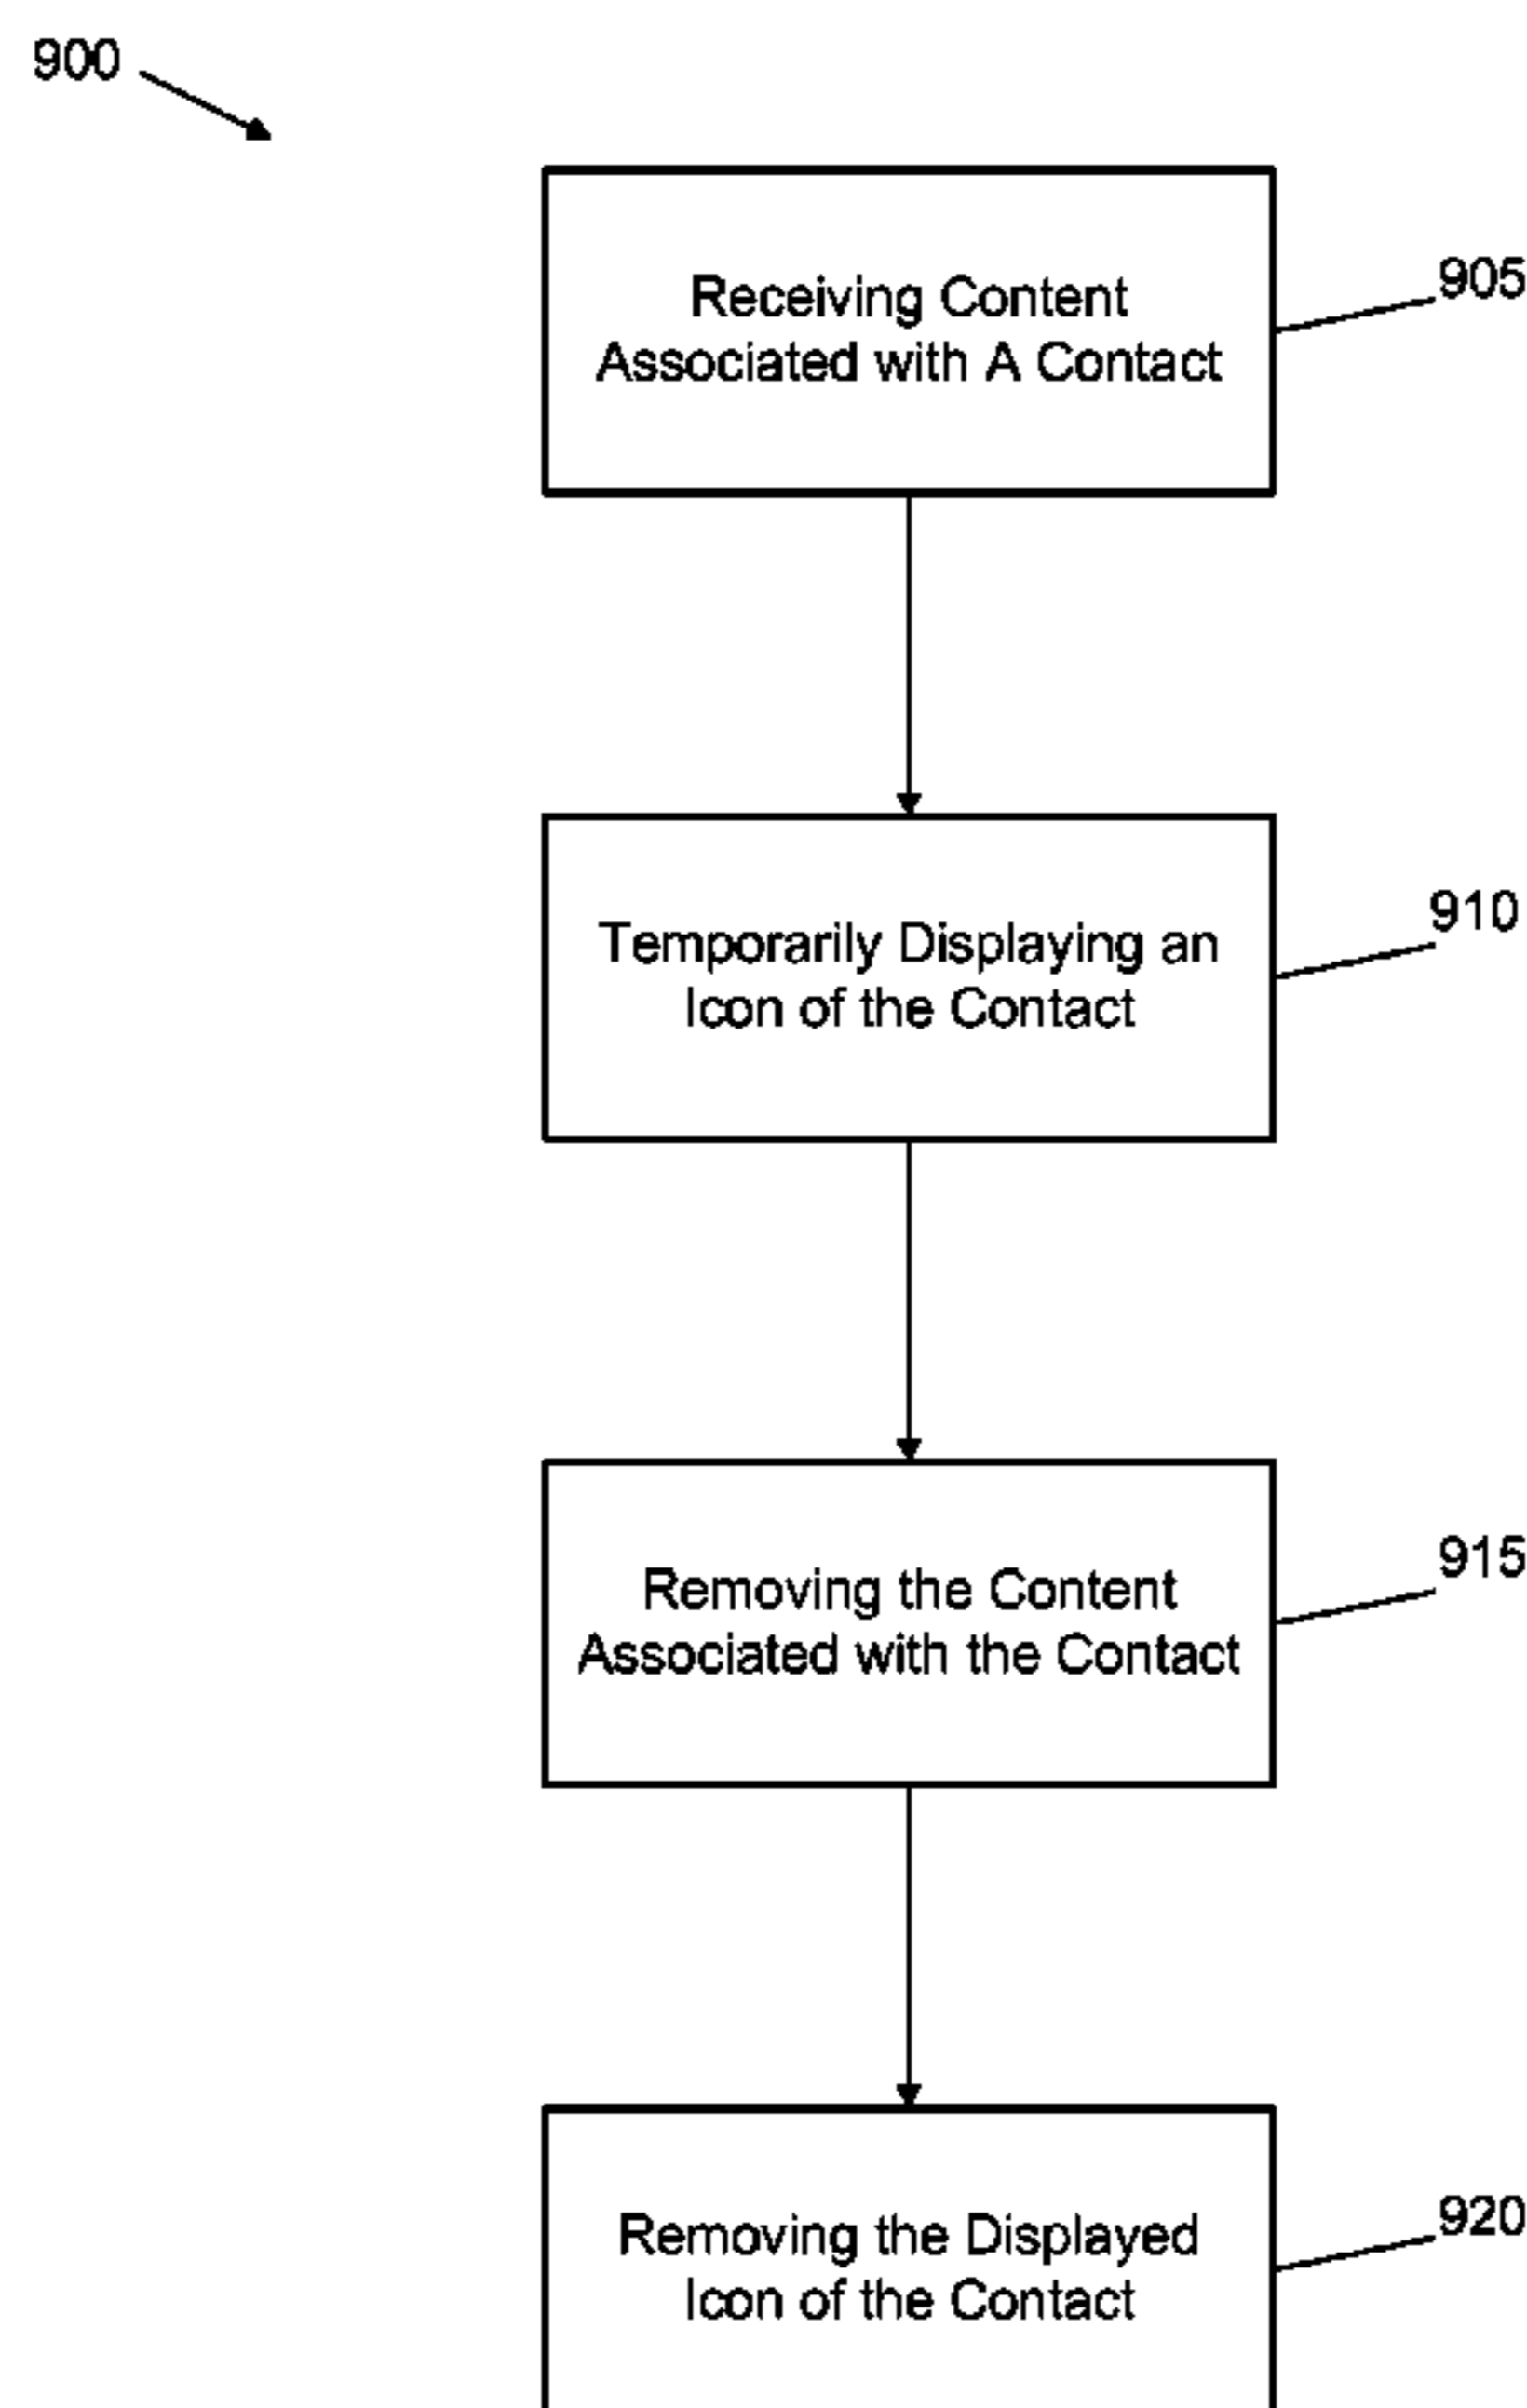 900
Receiving Content
Associated with A Contact
905
Temporarily Displaying an
Icon of the Contact
910
Removing the Content
Associated with the Contact
915
Removing the Displayed
Icon of the Contact
920